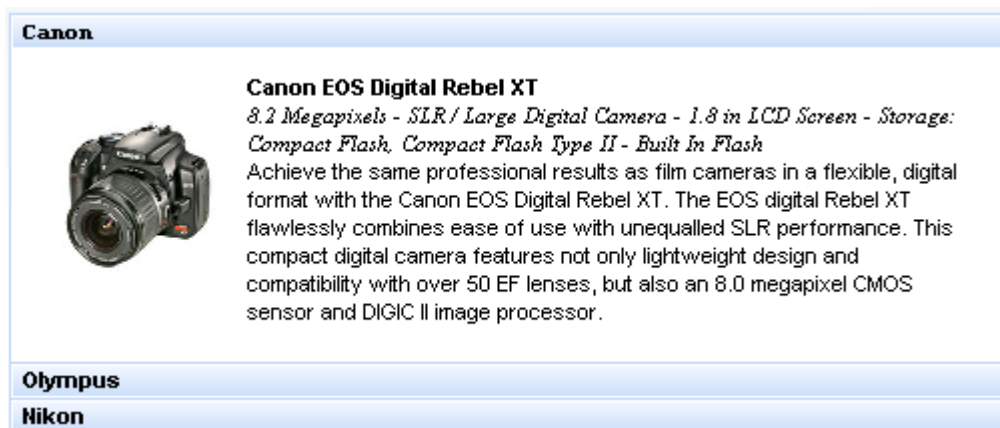 Canon
Canon EOS Digital Rebel XT
8.2 Megapixels - SLR / Large Digital Camera - 1.8 in LCD Screen - Storage:
Compact Flash, Compact Flash Type II - Built In Flash
Achieve the same professional results as film cameras in a flexible, digital
format with the Canon EOS Digital Rebel XT. The EOS digital Rebel XT
flawlessly combines ease of use with unequalled SLR performance. This
compact digital camera features not only lightweight design and
compatibility with over 50 EF lenses, but also an 8.0 megapixel CMOS
sensor and DIGIC II image processor.
Olympus
Nikon